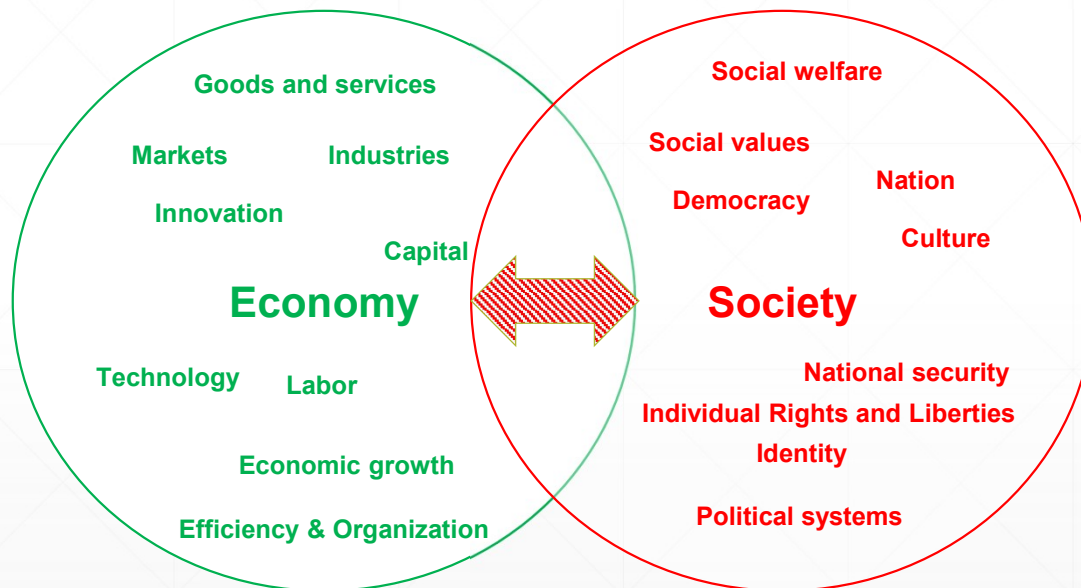 Goods and services
Markets
Industries
Innovation
Capital
Economy
Technology
Labor
Economic growth
Efficiency & Organization
Social welfare
Social values
Nation
Democracy
Culture
Society
National security
Individual Rights and Liberties
Identity
Political systems